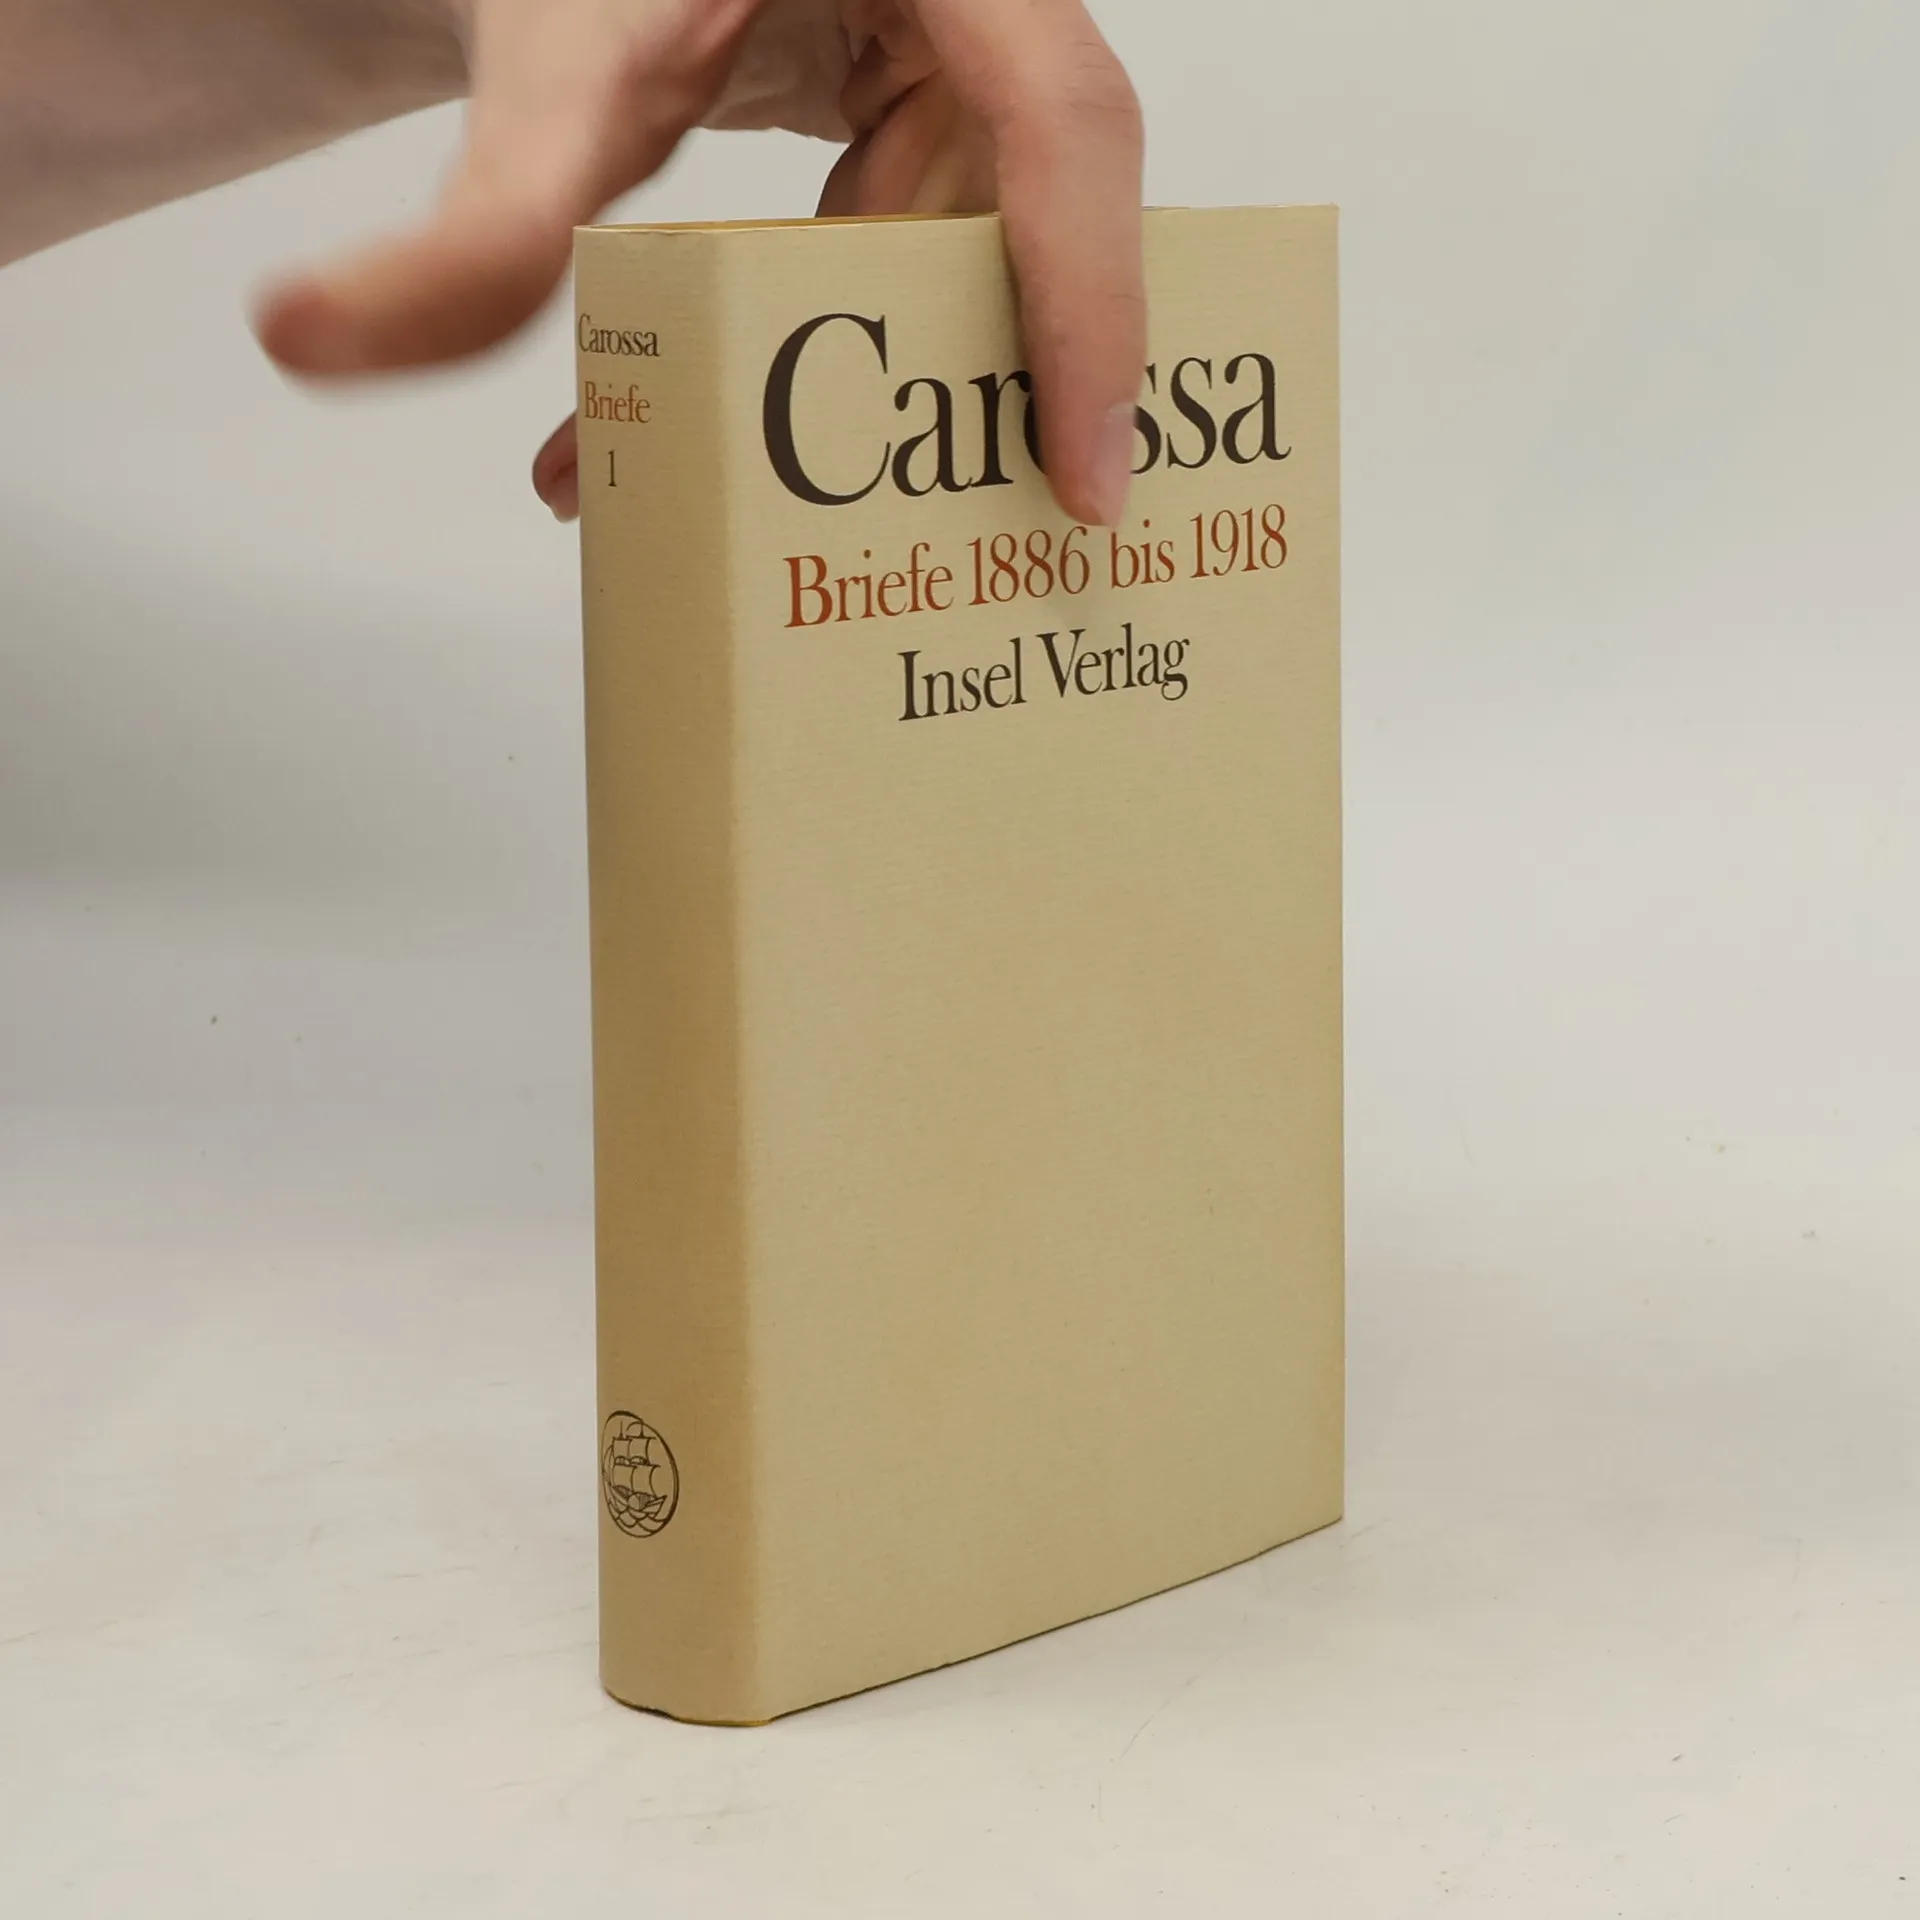 Carossa
Briefe
1
Carossa
Briefe 1886 bis 1918
Insel Verlag